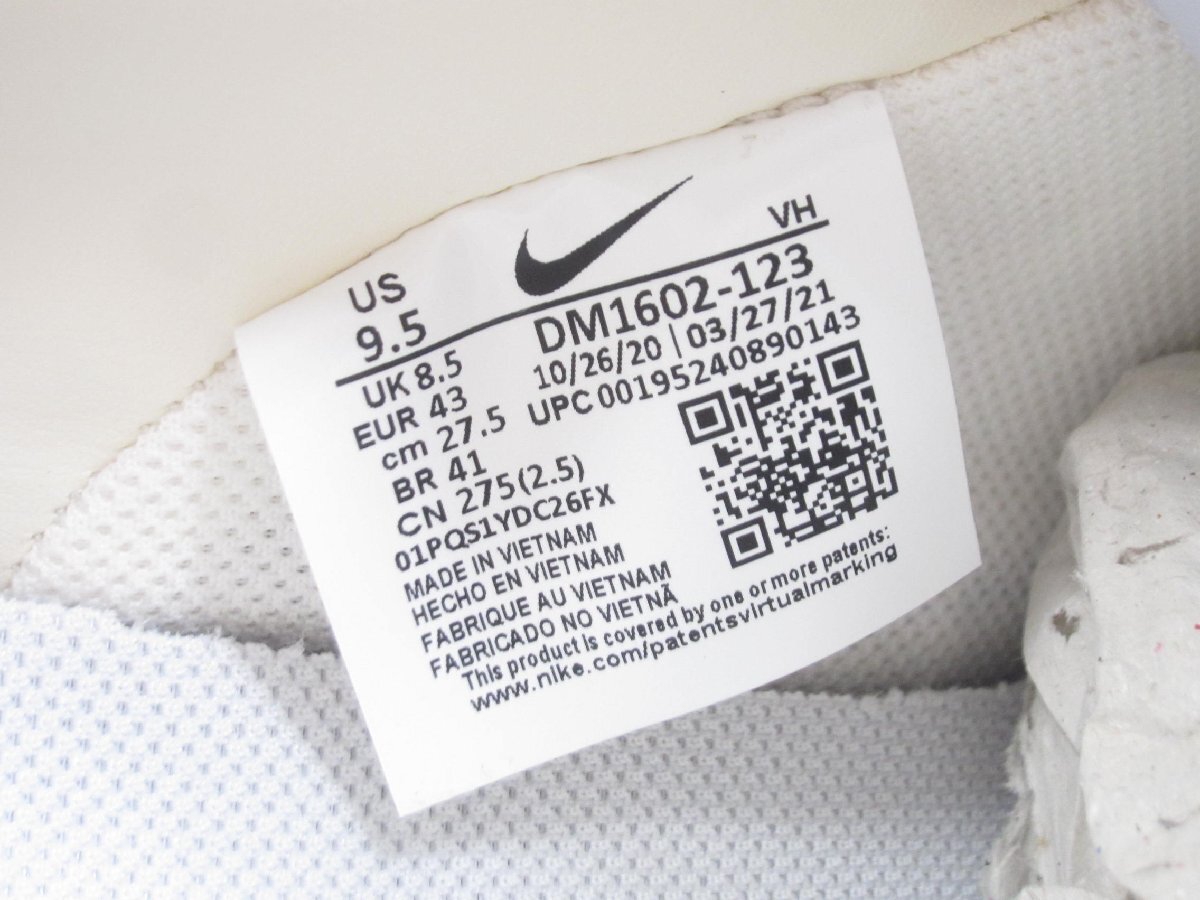 US
9.5
VH
UK 8.5
EUR 43
cm 27.5
BR 41
CN 275(2.5)
DM1602-123
10/26/20 | 03/27/21
UPC 00195240890143
01PQS1YDC26FX
MADE IN VIETNAM
HECHO EN VIETNAM
FABRIQUE AU VIETNAM
FABRICADO NO VIETNÃ
This product is covered by one or more patents:
www.nike.com/patentsvirtualmarking